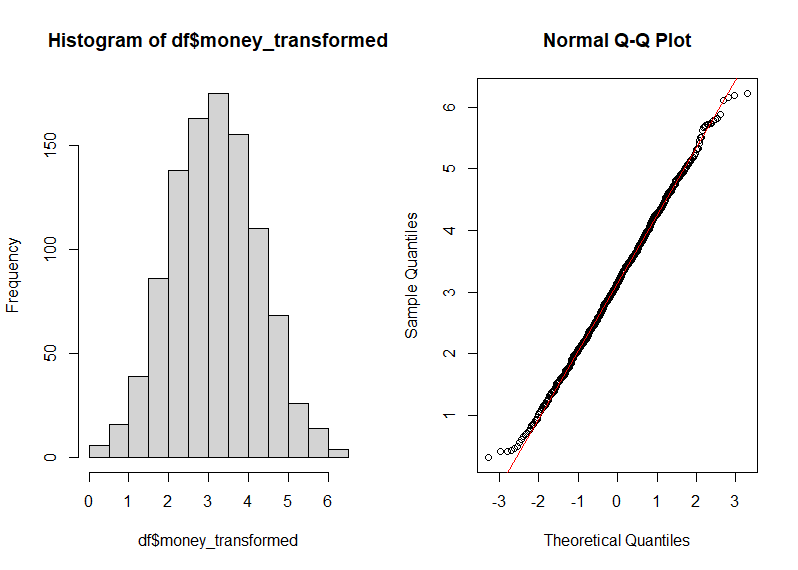 Histogram of df$money_transformed
Frequency
0
50
100
150
0 1 2 3 4 5 6
df$money_transformed
Normal Q-Q Plot
Sample Quantiles
1
2
3
4
5
6
-3 -2 -1 0 1 2 3
Theoretical Quantiles